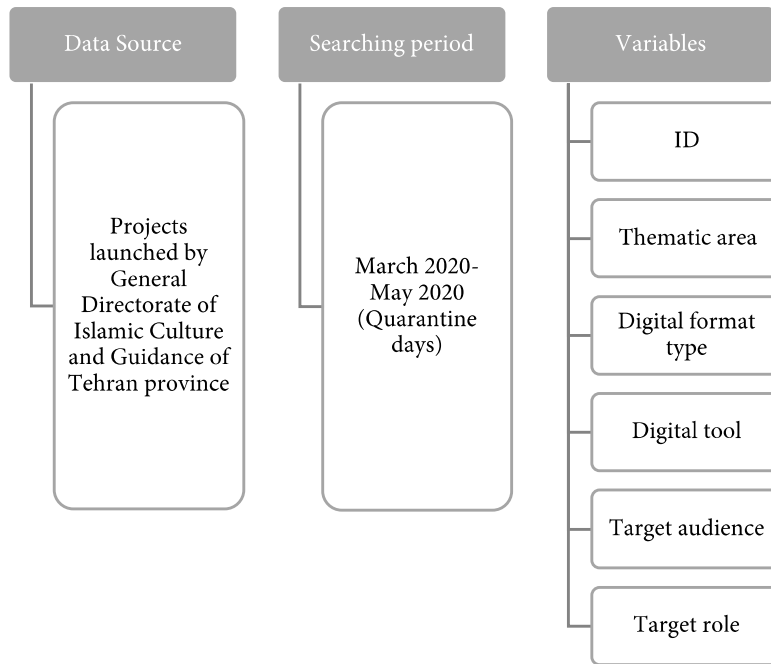 Data Source
Projects
launched by
General
Directorate of
Islamic Culture
and Guidance of
Tehran province
Searching period
March 2020-
May 2020
(Quarantine
days)
Variables
ID
Thematic area
Digital format
type
Digital tool
Target audience
Target role